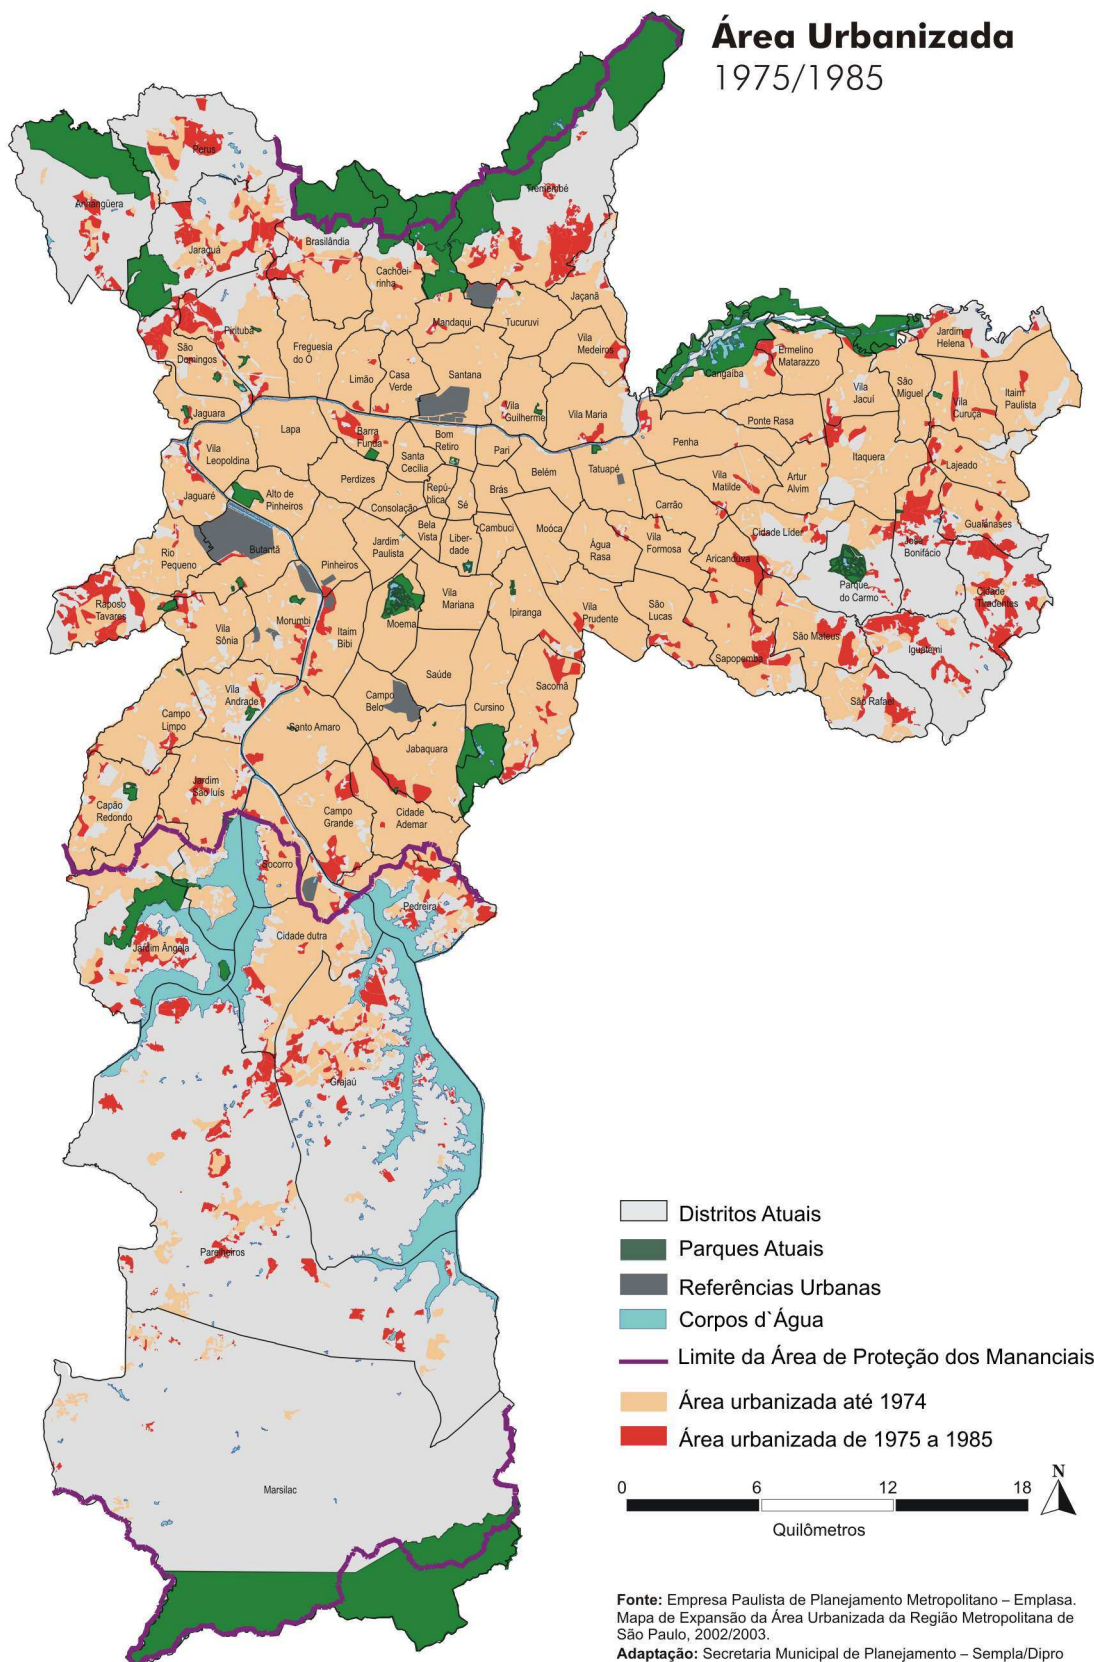 Área Urbanizada
1975/1985
Perus
Anhangüera
Jaraguá
Tremembé
Brasilândia
Cachoei-
rinha
Jaçanã
Mandaqui
Tucuruvi
Pirituba
São
Domingos
Freguesia
do Ó
Limão
Casa
Verde
Santana
Vila
Medeiros
Cangaíba
Ermelino
Matarazzo
Jardim
Helena
Vila
Jacuí
São
Miguel
Vila
Curuçá
Itaim
Paulista
Jaguara
Vila
Leopoldina
Lapa
Barra
Funda
Bom
Retiro
Vila
Guilherme
Vila Maria
Ponte Rasa
Penha
Itaquera
Lajeado
Santa
Cecília
Pari
Belém
Tatuapé
Vila
Matilde
Artur
Alvim
Jaguaré
Alto de
Pinheiros
Perdizes
Consolação
Repú-
blica
Sé
Brás
Carrão
Guaianases
Cidade Líder
José
Bonifácio
Rio
Pequeno
Butantã
Pinheiros
Jardim
Paulista
Bela
Vista
Liber-
dade
Cambuci
Moóca
Água
Rasa
Vila
Formosa
Aricanduva
Parque
do Carmo
Cidade
Tiradentes
Raposo
Tavares
Vila
Sônia
Morumbi
Itaim
Bibi
Moema
Vila
Mariana
Ipiranga
Vila
Prudente
São
Lucas
Sapopemba
São Mateus
Iguatemi
São Rafael
Vila
Andrade
Campo
Belo
Saúde
Cursino
Sacomã
Campo
Limpo
Santo Amaro
Jabaquara
Capão
Redondo
Jardim
São luís
Campo
Grande
Cidade
Ademar
Socorro
Pedreira
Cidade dutra
Jardim Ângela
Grajaú
Parelheiros
Marsilac
Distritos Atuais
Parques Atuais
Referências Urbanas
Corpos d`Água
Limite da Área de Proteção dos Mananciais
Área urbanizada até 1974
Área urbanizada de 1975 a 1985
0 6 12 18
N
Quilômetros
Fonte: Empresa Paulista de Planejamento Metropolitano – Emplasa.
Mapa de Expansão da Área Urbanizada da Região Metropolitana de
São Paulo, 2002/2003.
Adaptação: Secretaria Municipal de Planejamento – Sempla/Dipro